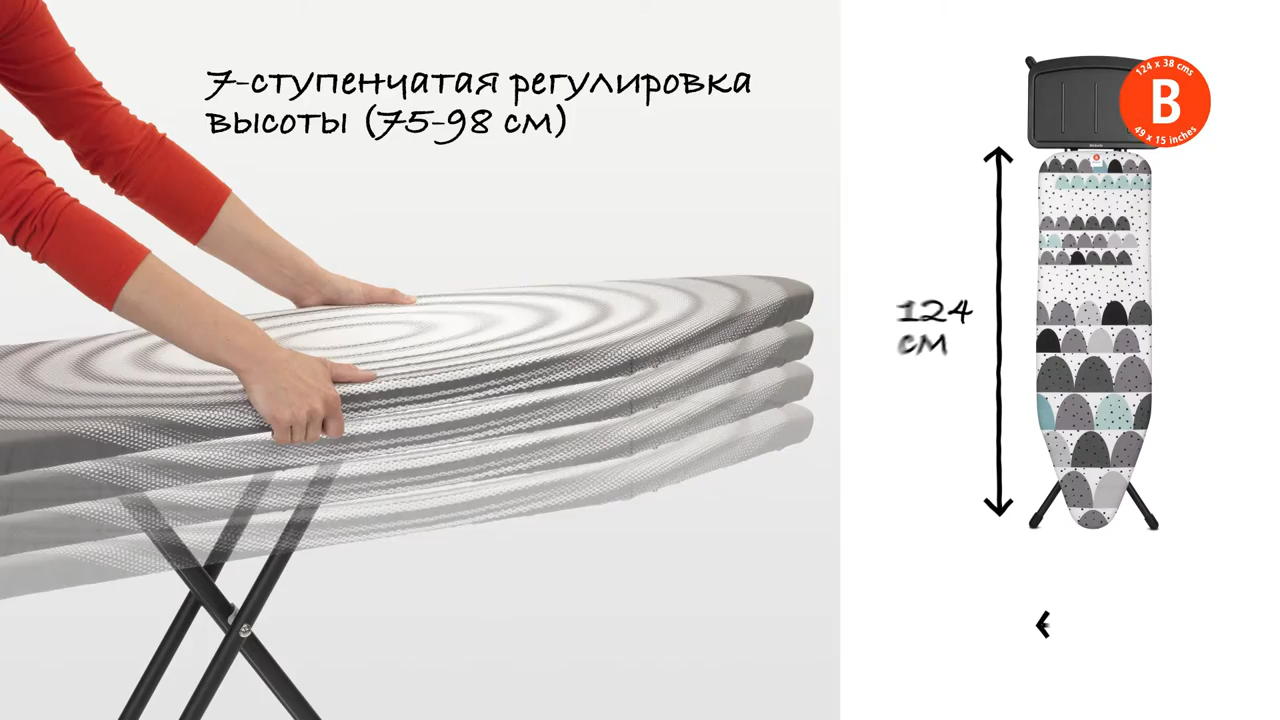 7-ступенчатая регулировка
высоты (75-98 см)
124 x 38 cms
B
49 x 15 inches
124
см